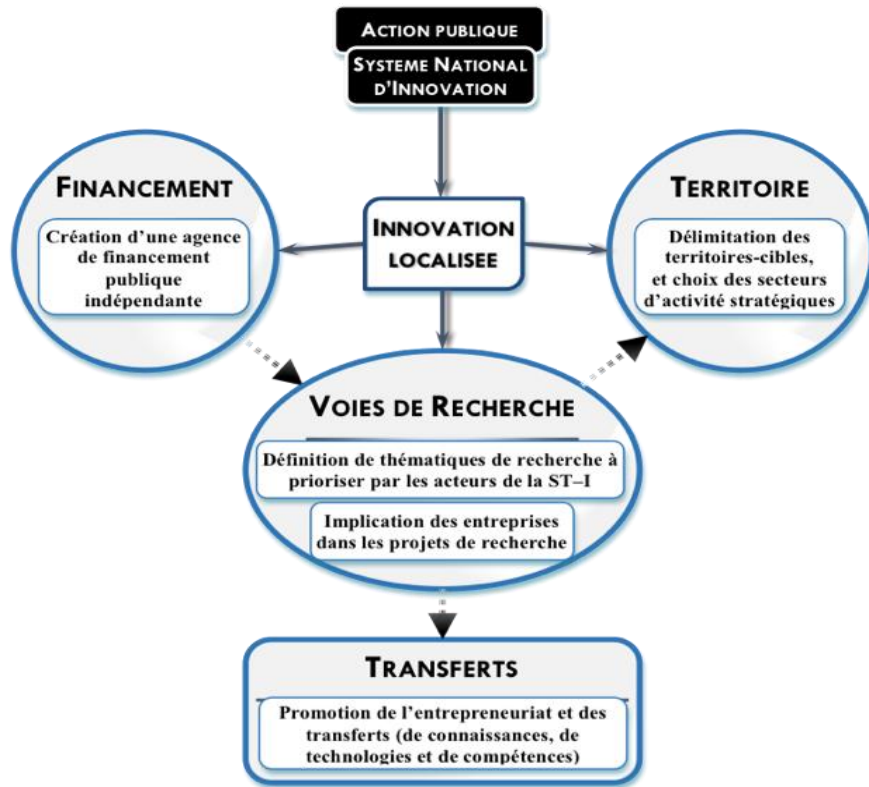 ACTION PUBLIQUE
SYSTEME NATIONAL
D'INNOVATION
FINANCEMENT
Création d'une agence
de financement
publique
indépendante
INNOVATION
LOCALISEE
TERRITOIRE
Délimitation des
territoires-cibles,
et choix des secteurs
d'activité stratégiques
VOIES DE RECHERCHE
Définition de thématiques de recherche à
prioriser par les acteurs de la ST–I
Implication des entreprises
dans les projets de recherche
TRANSFERTS
Promotion de l'entrepreneuriat et des
transferts (de connaissances, de
technologies et de compétences)